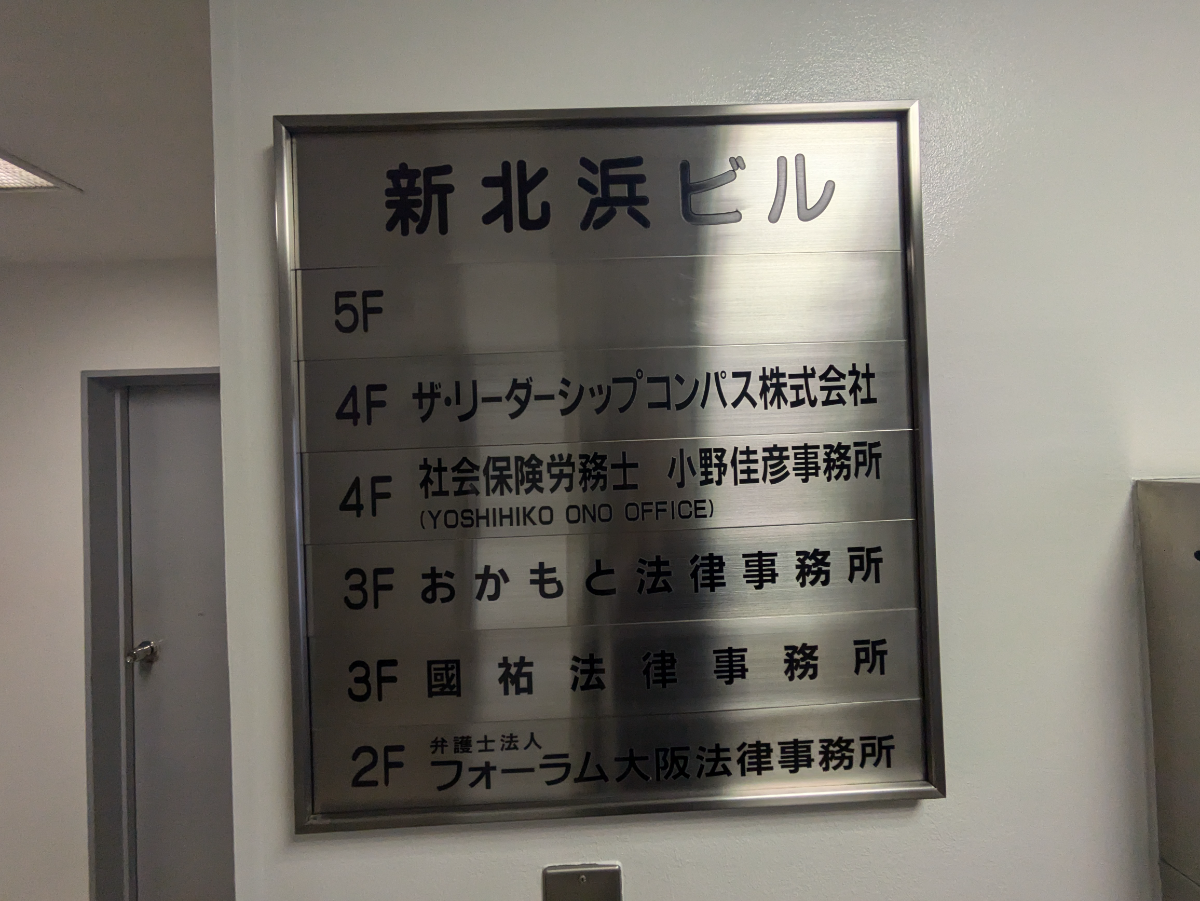 新北浜ビル
5F
4F ザ・リーダーシップコンパス株式会社
4F 社会保険労務士 小野佳彦事務所
(YOSHIHIKO ONO OFFICE)
3F おかもと法律事務所
3F 國祐法律事務所
弁護士法人
2F フォーラム大阪法律事務所